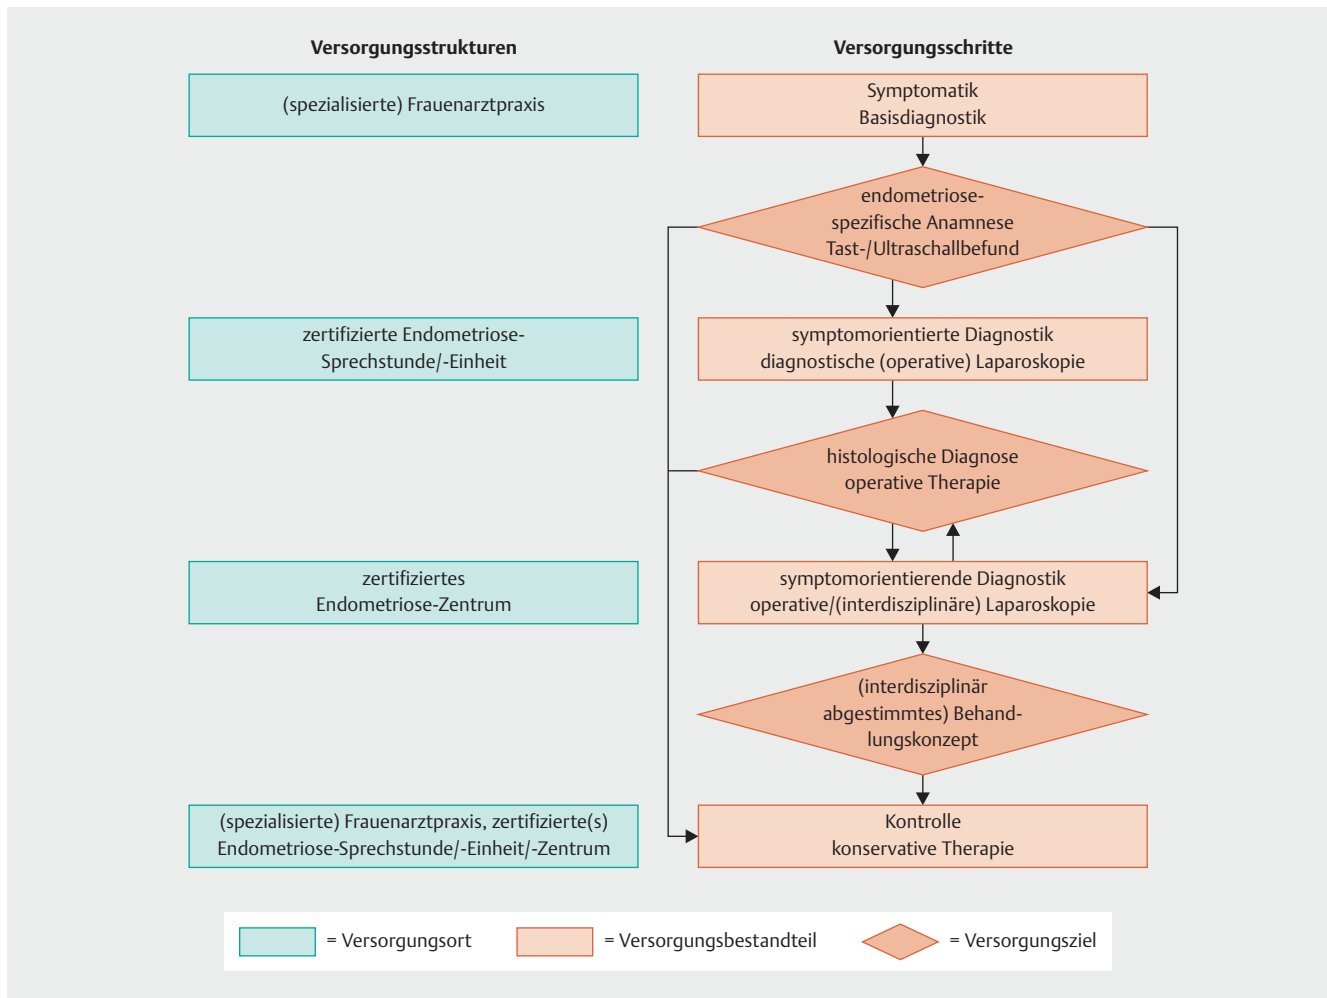 Versorgungsstrukturen
Versorgungsschritte
(spezialisierte) Frauenarztpraxis
Symptomatik
Basisdiagnostik
endometriose-
spezifische Anamnese
Tast-/Ultraschallbefund
zertifizierte Endometriose-
Sprechstunde/-Einheit
symptomorientierte Diagnostik
diagnostische (operative) Laparoskopie
histologische Diagnose
operative Therapie
zertifiziertes
Endometriose-Zentrum
symptomorientierende Diagnostik
operative/(interdisziplinäre) Laparoskopie
(interdisziplinär
abgestimmtes) Behand-
lungskonzept
(spezialisierte) Frauenarztpraxis, zertifizierte(s)
Endometriose-Sprechstunde/-Einheit/-Zentrum
Kontrolle
konservative Therapie
= Versorgungsort
= Versorgungsbestandteil
= Versorgungsziel